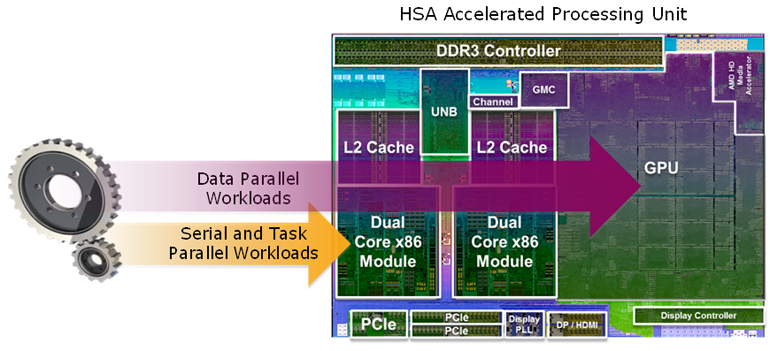 HSA Accelerated Processing Unit
DDR3 Controller
AMD HD
Media
Accelerator
UNB
Channel
GMC
L2 Cache
L2 Cache
GPU
Data Parallel
Workloads
Serial and Task
Parallel Workloads
Dual
Core x86
Module
Dual
Core x86
Module
PCIe
PCIe
PCIe
Display
PLL
DP / HDMI
Display Controller